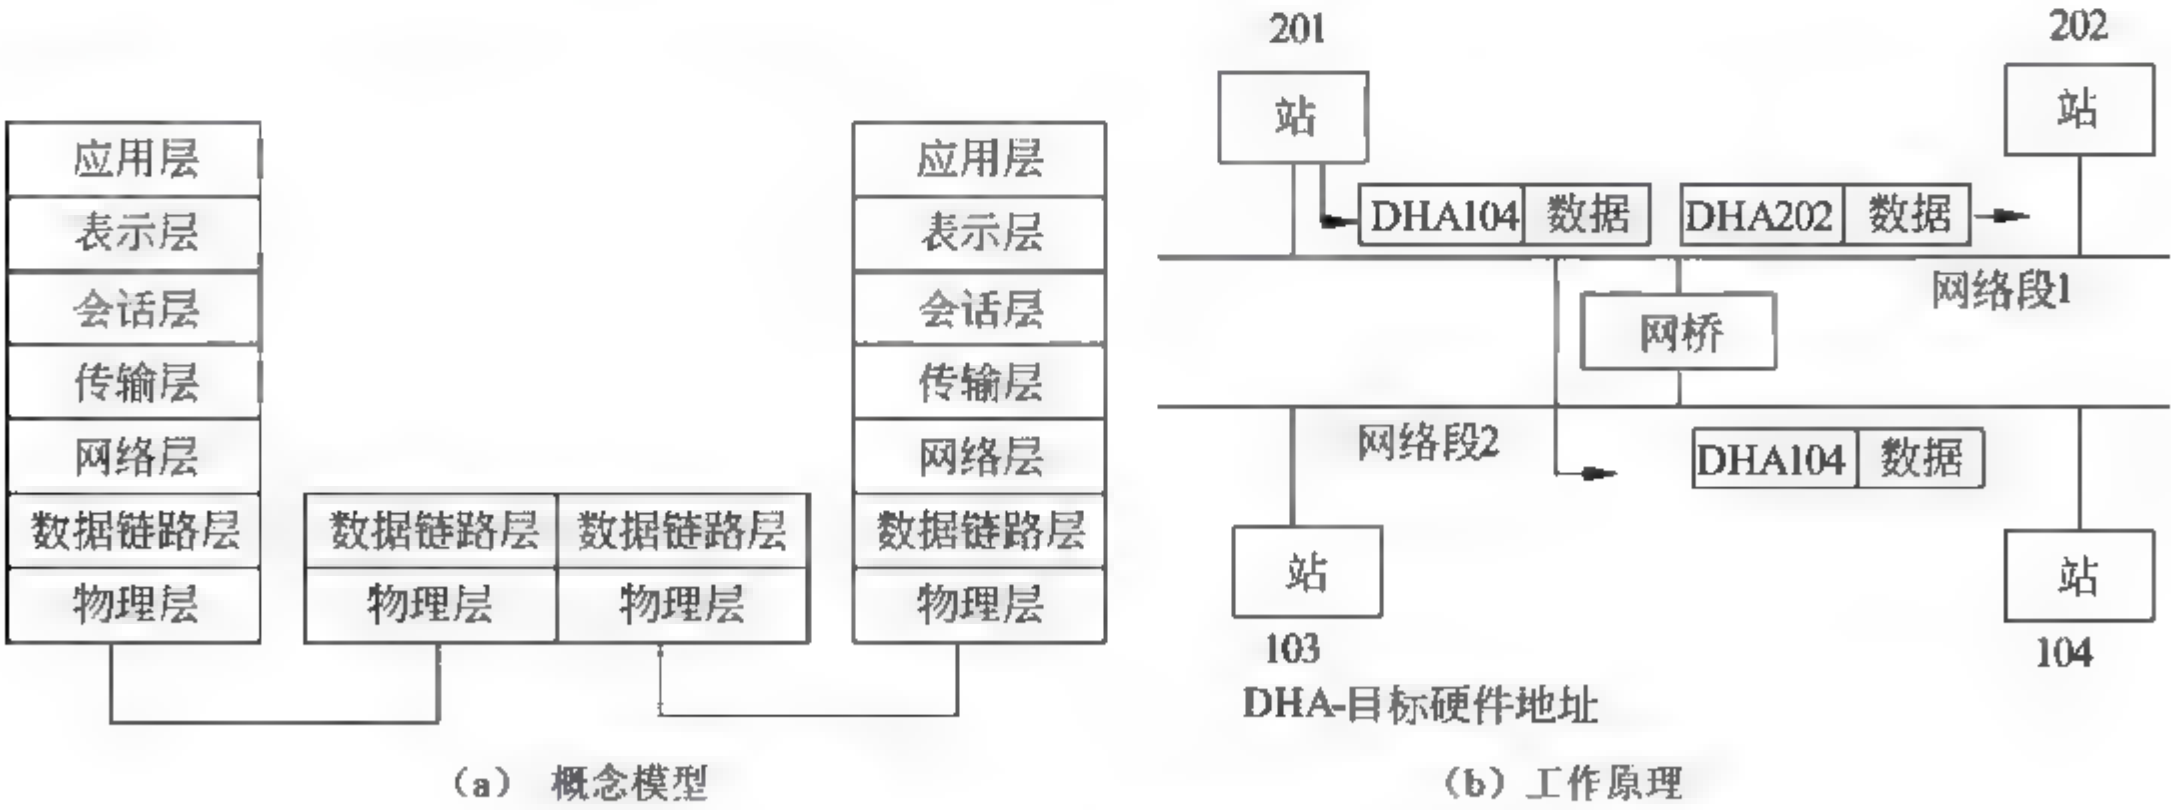 应用层
表示层
会话层
传输层
网络层
数据链路层
物理层
数据链路层 数据链路层
物理层 物理层
应用层
表示层
会话层
传输层
网络层
数据链路层
物理层
(a) 概念模型
201 202
站 站
DHA104 数据 DHA202 数据
网络段1
网桥
网络段2
DHA104 数据
站 站
103 104
DHA-目标硬件地址
(b) 工作原理